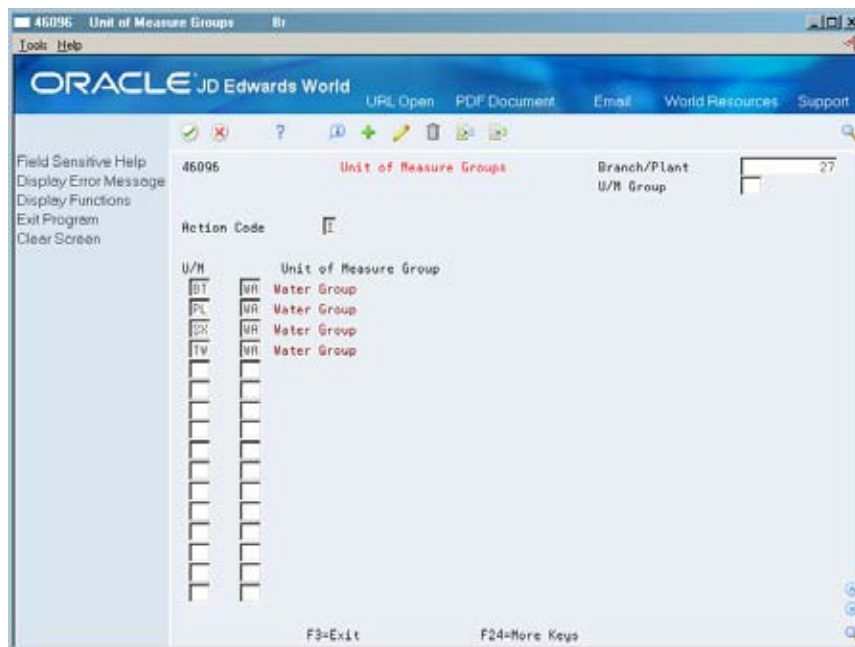 46096 Unit of Measure Groups Br
Tools Help
ORACLE JD Edwards World
URL Open PDF Document Email World Resources Support
Field Sensitive Help
Display Error Message
Display Functions
Exit Program
Clear Screen
46096 Unit of Measure Groups Branch/Plant 27
U/M Group
Action Code I
U/M Unit of Measure Group
BT WA Water Group
PL WA Water Group
SX WA Water Group
TW WA Water Group
F3=Exit F24=More Keys